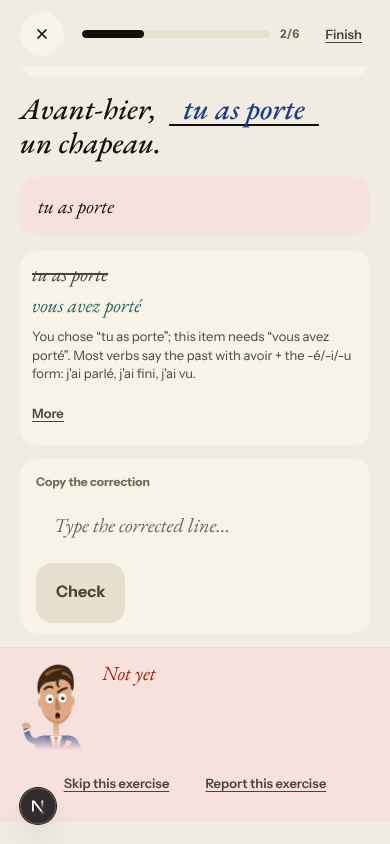 ✕ 2/6 Finish
Avant-hier, tu as porte
un chapeau.
tu as porte
tu as porte
vous avez porté
You chose “tu as porte”; this item needs “vous avez
porté”. Most verbs say the past with avoir + the -é/-i/-u
form: j'ai parlé, j'ai fini, j'ai vu.
More
Copy the correction
Type the corrected line...
Check
Not yet
Skip this exercise Report this exercise
N